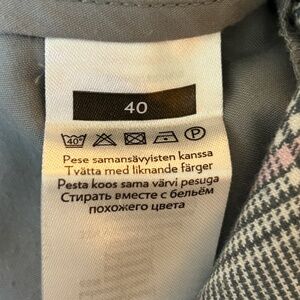 40
40°
Pese samansävyisten kanssa
Tvätta med liknande färger
Pesta koos sama värvi pesuga
Стирать вместе с бельём
похожего цвета